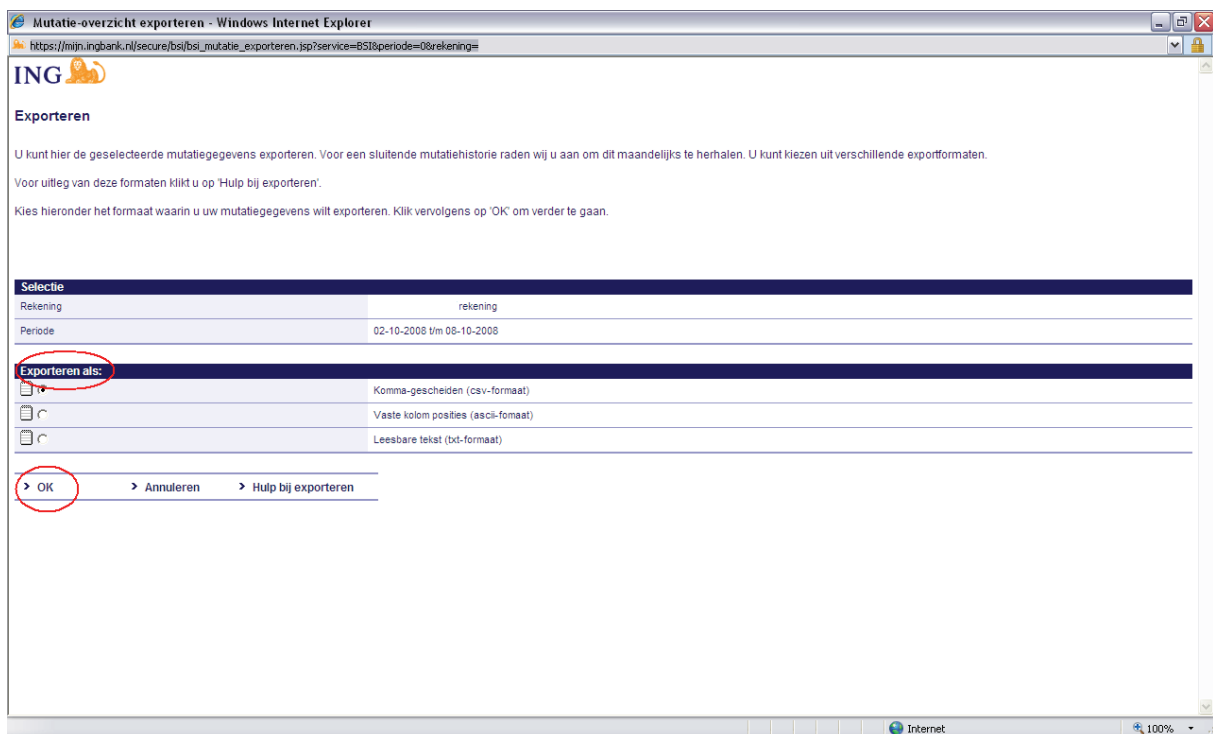 Mutatie-overzicht exporteren - Windows Internet Explorer
https://mijn.ingbank.nl/secure/bsi/bsi_mutatie_exporteren.jsp?service=BSI&periode=0&rekening=
ING
Exporteren
U kunt hier de geselecteerde mutatiegegevens exporteren. Voor een sluitende mutatiehistorie raden wij u aan om dit maandelijks te herhalen. U kunt kiezen uit verschillende exportformaten.
Voor uitleg van deze formaten klikt u op 'Hulp bij exporteren'.
Kies hieronder het formaat waarin u uw mutatiegegevens wilt exporteren. Klik vervolgens op 'OK' om verder te gaan.
Selectie
Rekening rekening
Periode 02-10-2008 t/m 08-10-2008
Exporteren als:
Komma-gescheiden (csv-formaat)
Vaste kolom posities (ascii-fomaat)
Leesbare tekst (txt-formaat)
> OK > Annuleren > Hulp bij exporteren
Internet 100%